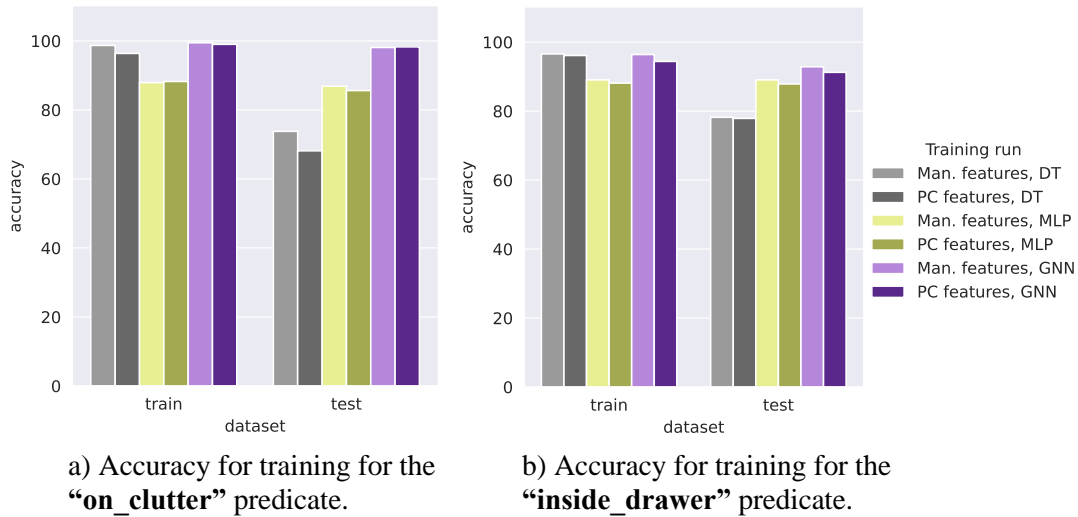 100
80
60
40
20
0
accuracy
train
test
dataset
100
80
60
40
20
0
accuracy
train
test
dataset
Training run
Man. features, DT
PC features, DT
Man. features, MLP
PC features, MLP
Man. features, GNN
PC features, GNN
a) Accuracy for training for the
“on_clutter” predicate.
b) Accuracy for training for the
“inside_drawer” predicate.